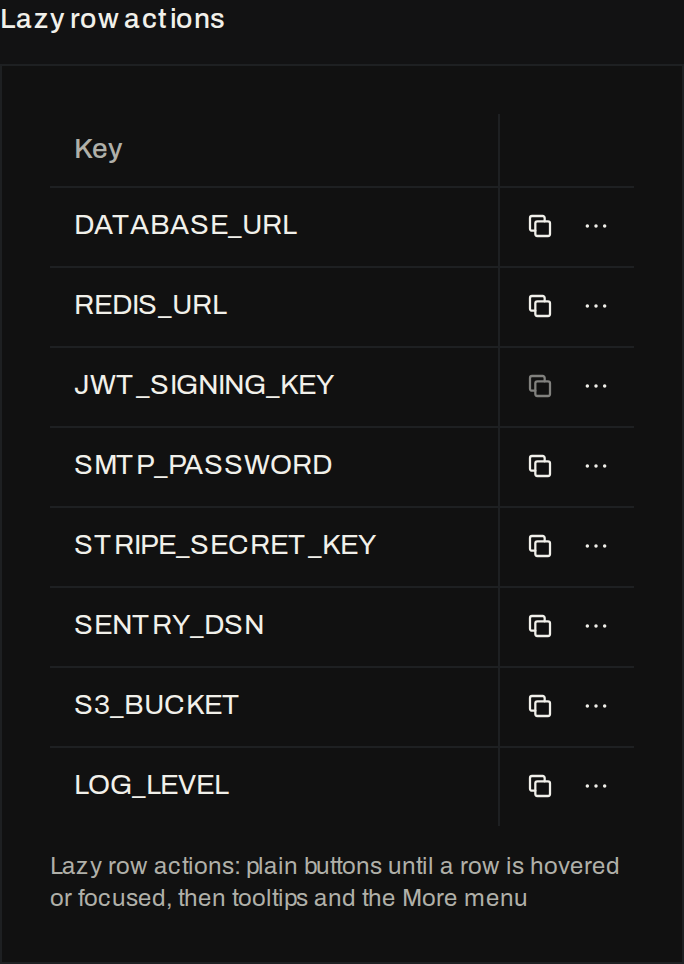 Lazy row actions
Key
DATABASE_URL
REDIS_URL
JWT_SIGNING_KEY
SMTP_PASSWORD
STRIPE_SECRET_KEY
SENTRY_DSN
S3_BUCKET
LOG_LEVEL
Lazy row actions: plain buttons until a row is hovered
or focused, then tooltips and the More menu